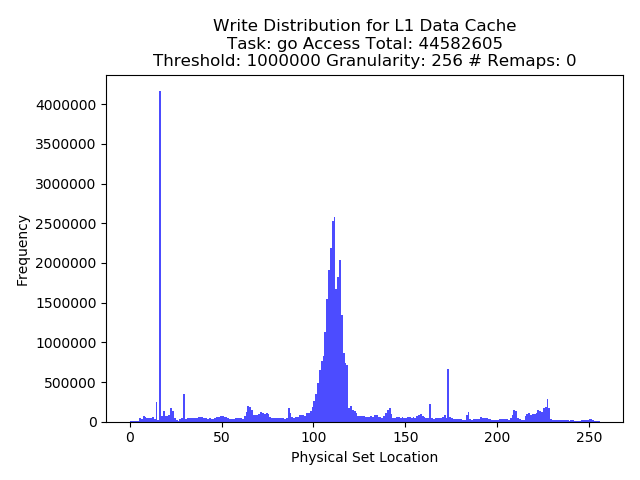 Write Distribution for L1 Data Cache
Task: go Access Total: 44582605
Threshold: 1000000 Granularity: 256 # Remaps: 0
4000000
3500000
3000000
2500000
2000000
1500000
1000000
500000
0
Frequency
0 50 100 150 200 250
Physical Set Location